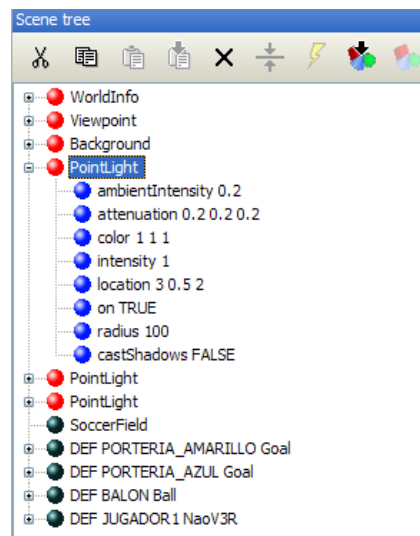 Scene tree
WorldInfo
Viewpoint
Background
PointLight
ambientIntensity 0.2
attenuation 0.2 0.2 0.2
color 1 1 1
intensity 1
location 3 0.5 2
on TRUE
radius 100
castShadows FALSE
PointLight
PointLight
SoccerField
DEF PORTERIA_AMARILLO Goal
DEF PORTERIA_AZUL Goal
DEF BALON Ball
DEF JUGADOR1 NaoV3R